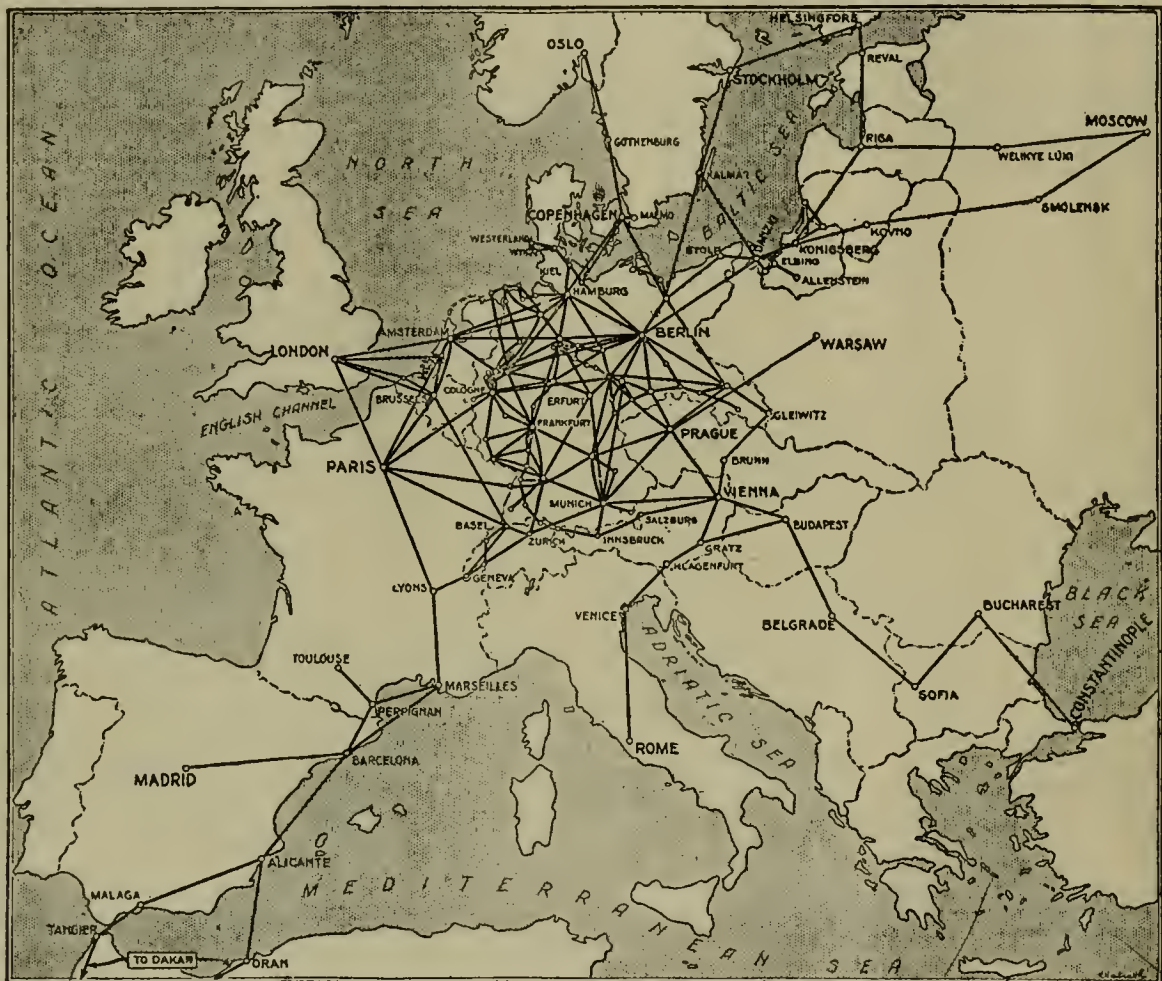 HELSINGFORS
OSLO
REVAL
STOCKHOLM
MOSCOW
NORTH SEA
GOTHENBURG
RIGA
WELIKYE LUKI
KALMAR
BALTIC SEA
SMOLENSK
COPENHAGEN
MALMO
DANZIG
KOVNO
WESTERLAND
WYK
KIEL
STOLP
KONIGSBERG
ELBING
ALLENSTEIN
HAMBURG
ATLANTIC OCEAN
AMSTERDAM
BERLIN
WARSAW
LONDON
COLOGNE
BRUSSELS
ERFURT
GLEIWITZ
ENGLISH CHANNEL
FRANKFURT
PRAGUE
PARIS
BRUNN
MUNICH
VIENNA
BASEL
SALZBURG
BUDAPEST
ZURICH
INNSBRUCK
GRATZ
GENEVA
KLAGENFURT
LYONS
VENICE
BELGRADE
BUCHAREST
BLACK SEA
CONSTANTINOPLE
TOULOUSE
MARSEILLES
ADRIATIC SEA
SOFIA
PERPIGNAN
ROME
BARCELONA
MADRID
ALICANTE
MEDITERRANEAN SEA
MALAGA
TANGIER
TO DAKAR
ORAN